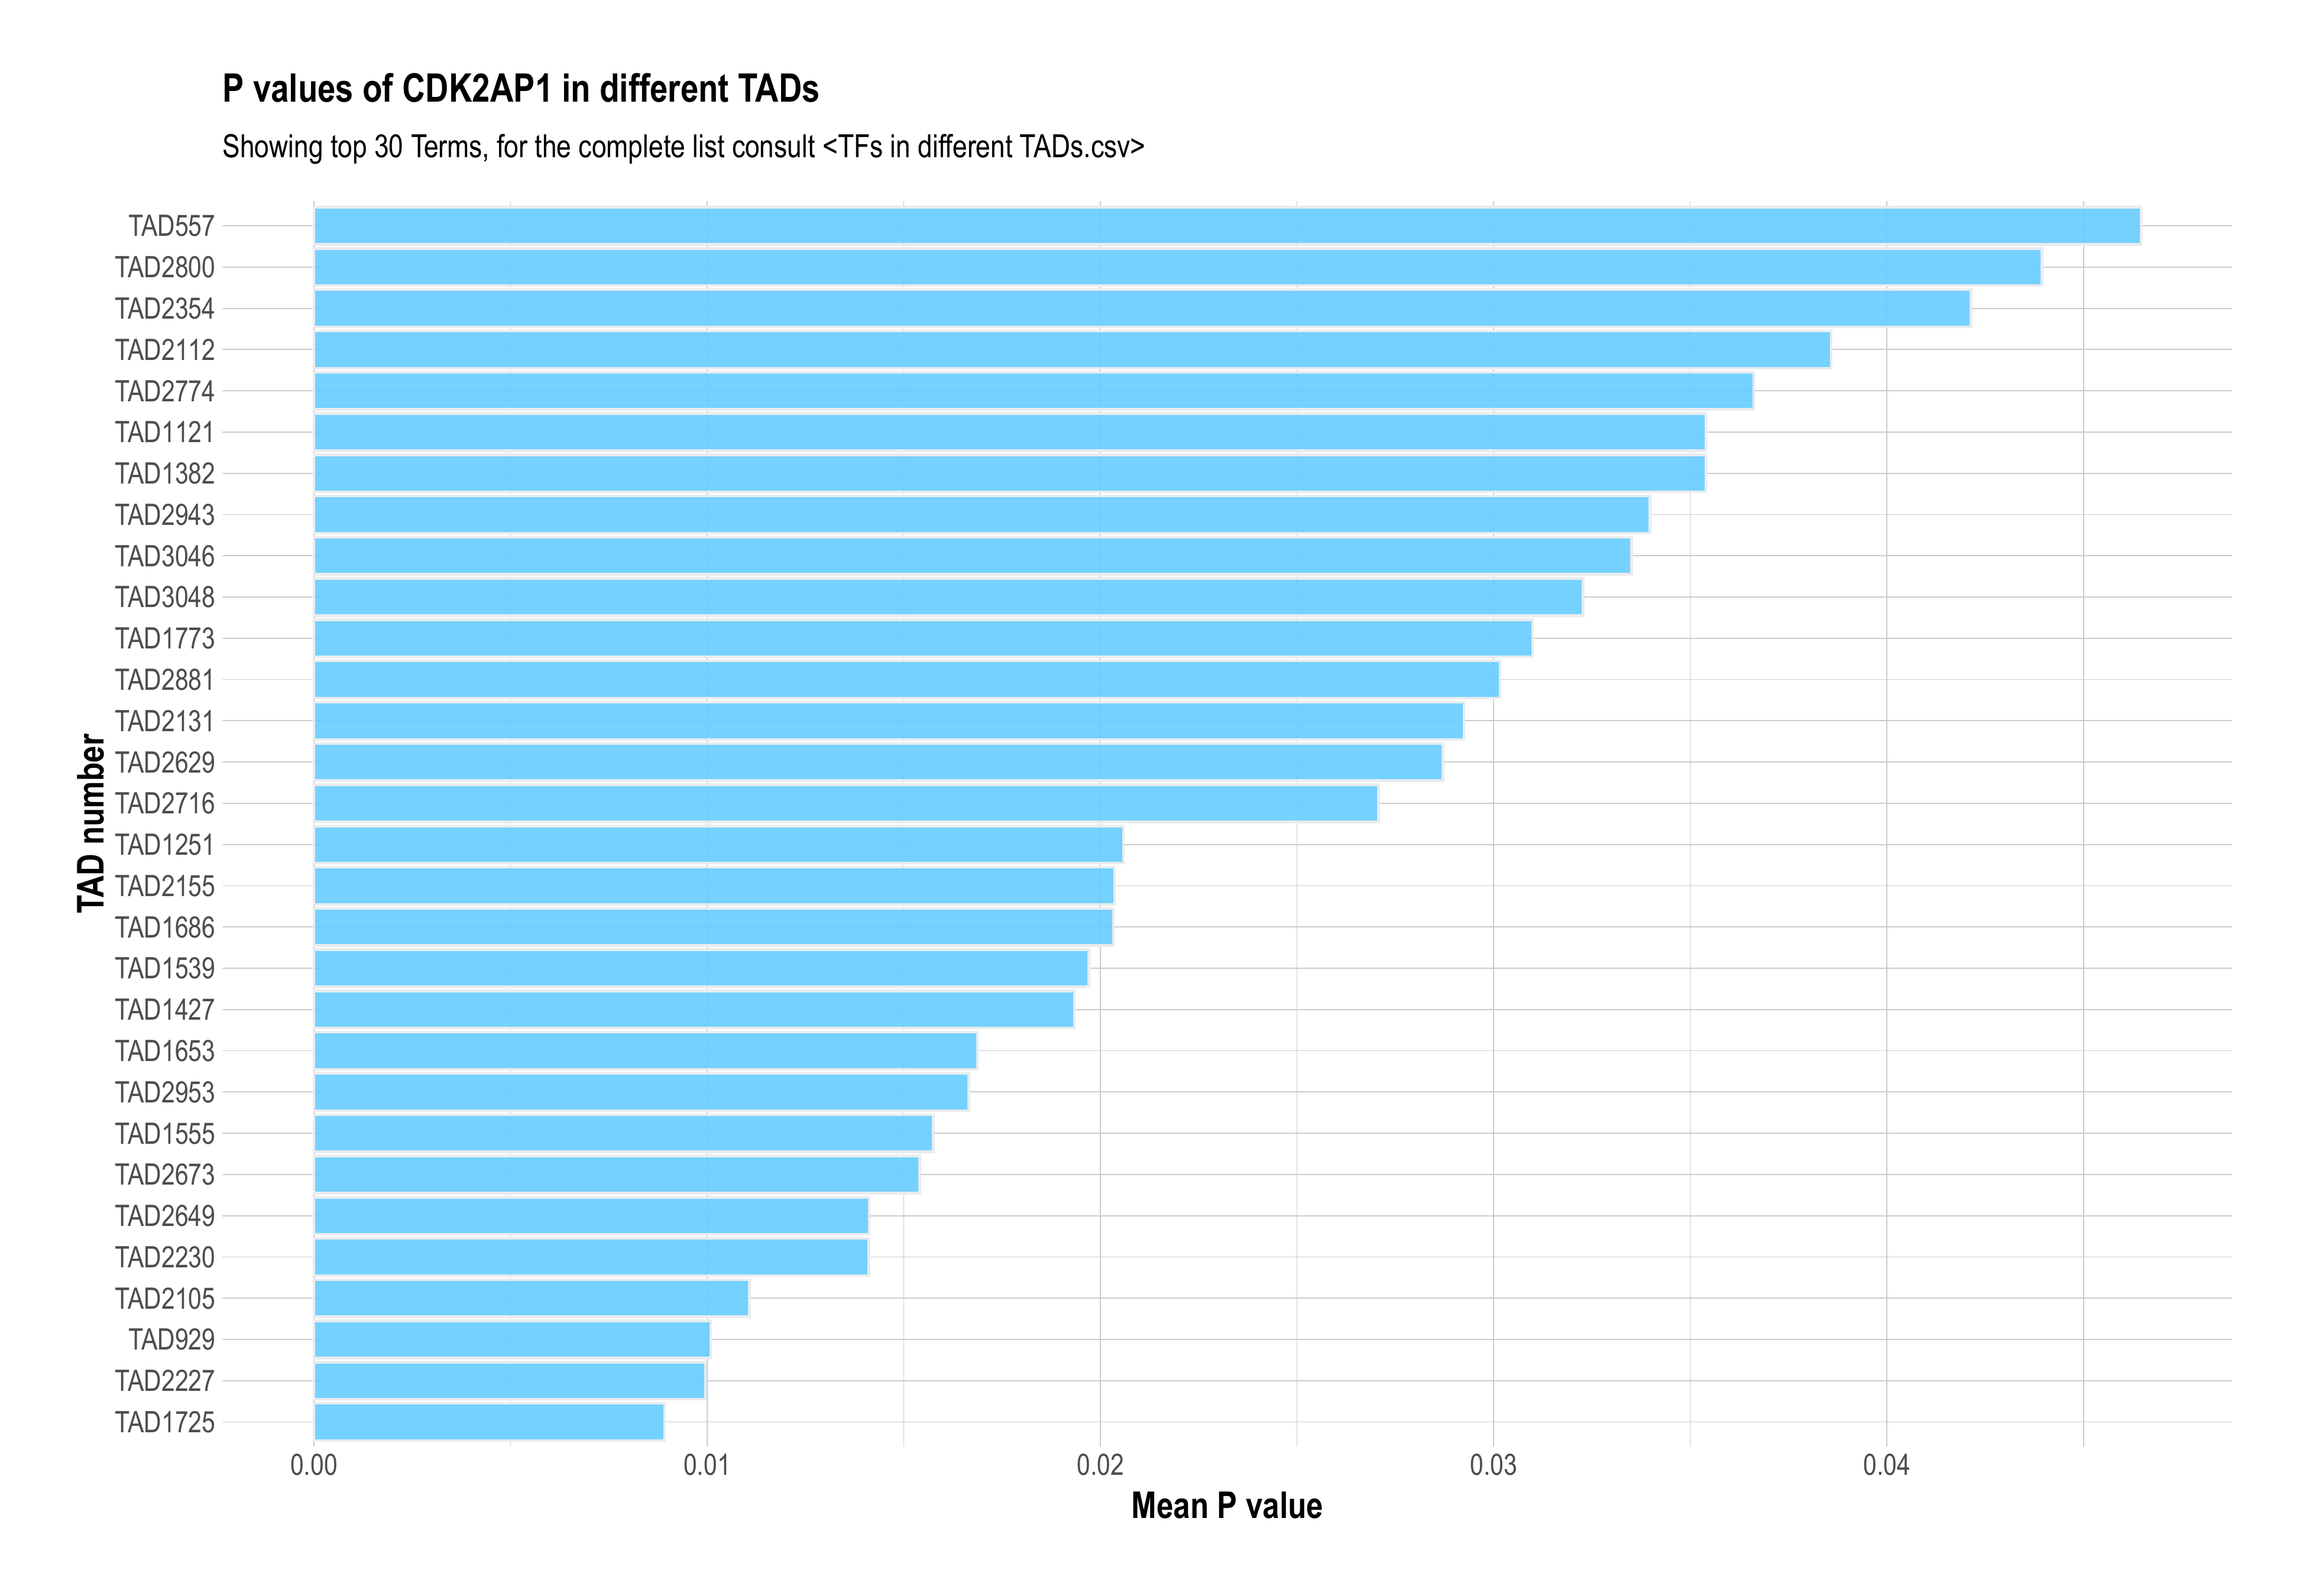 P values of CDK2AP1 in different TADs
Showing top 30 Terms, for the complete list consult <TFs in different TADs.csv>
TAD number
TAD557
TAD2800
TAD2354
TAD2112
TAD2774
TAD1121
TAD1382
TAD2943
TAD3046
TAD3048
TAD1773
TAD2881
TAD2131
TAD2629
TAD2716
TAD1251
TAD2155
TAD1686
TAD1539
TAD1427
TAD1653
TAD2953
TAD1555
TAD2673
TAD2649
TAD2230
TAD2105
TAD929
TAD2227
TAD1725
0.00 0.01 0.02 0.03 0.04
Mean P value